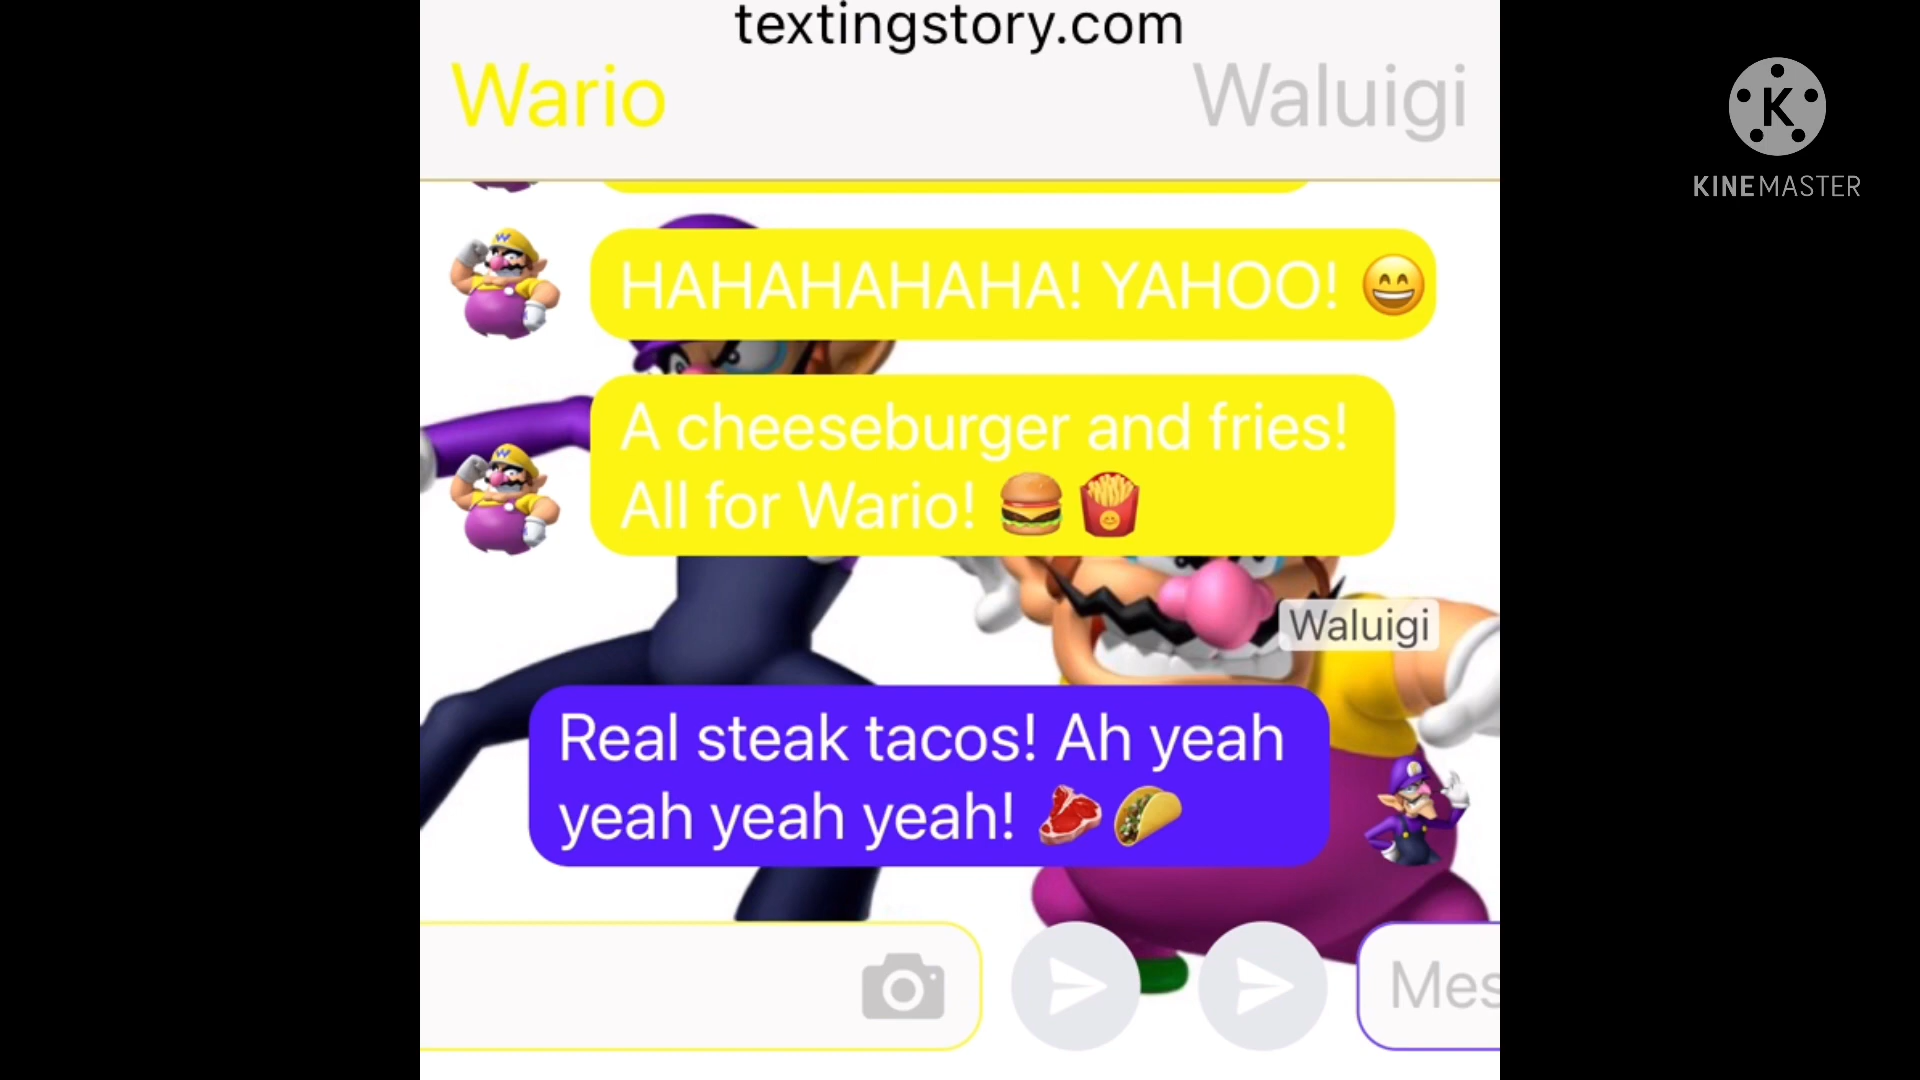 textingstory.com
Wario
Waluigi
K
KINEMASTER
HAHAHAHAHA! YAHOO! 😄
A cheeseburger and fries!
All for Wario! 🍔 🍟
Waluigi
Real steak tacos! Ah yeah
yeah yeah yeah! 🥩 🌮
Mes